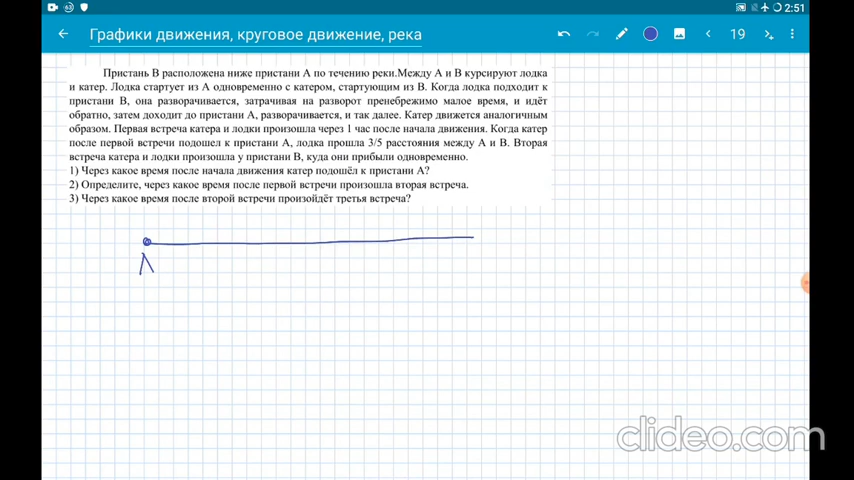 63
2:51
Графики движения, круговое движение, река
19
Пристань В расположена ниже пристани А по течению реки.Между А и В курсируют лодка
и катер. Лодка стартует из А одновременно с катером, стартующим из В. Когда лодка подходит к
пристани В, она разворачивается, затрачивая на разворот пренебрежимо малое время, и идёт
обратно, затем доходит до пристани А, разворачивается, и так далее. Катер движется аналогичным
образом. Первая встреча катера и лодки произошла через 1 час после начала движения. Когда катер
после первой встречи подошел к пристани А, лодка прошла 3/5 расстояния между А и В. Вторая
встреча катера и лодки произошла у пристани В, куда они прибыли одновременно.
1) Через какое время после начала движения катер подошёл к пристани А?
2) Определите, через какое время после первой встречи произошла вторая встреча.
3) Через какое время после второй встречи произойдёт третья встреча?
clideo.com